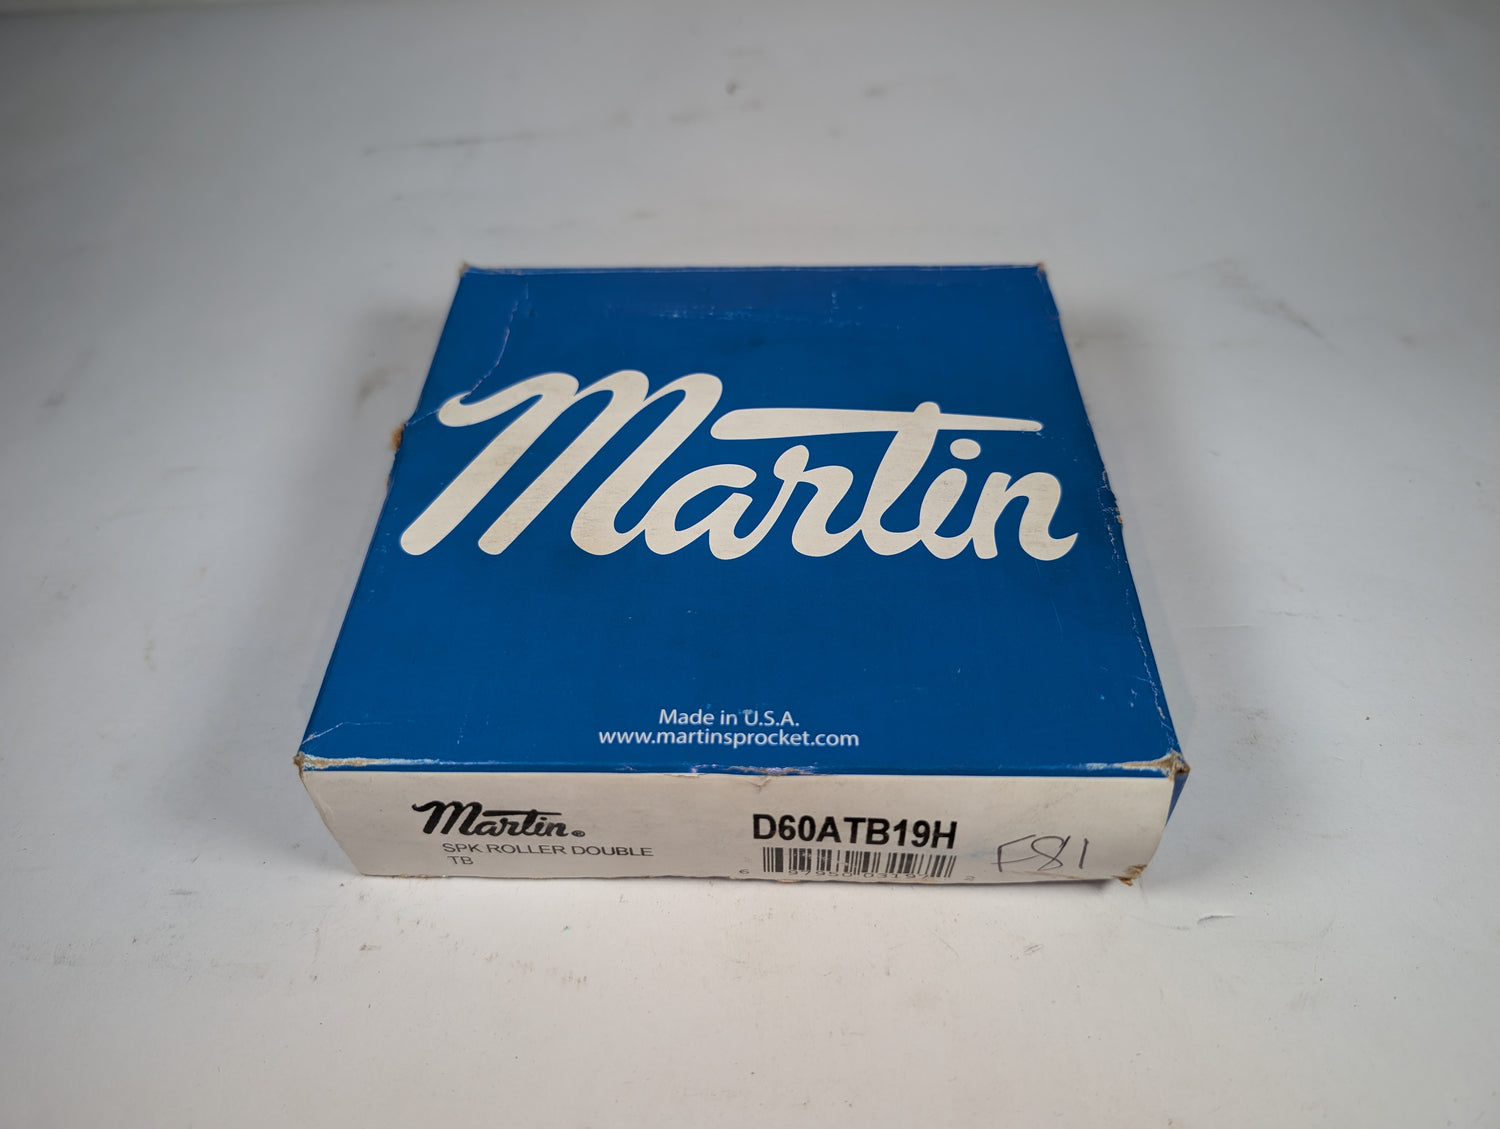 Martin
Made in U.S.A.
www.martinsprocket.com
Martin®
SPK ROLLER DOUBLE
TB
D60ATB19H
F81